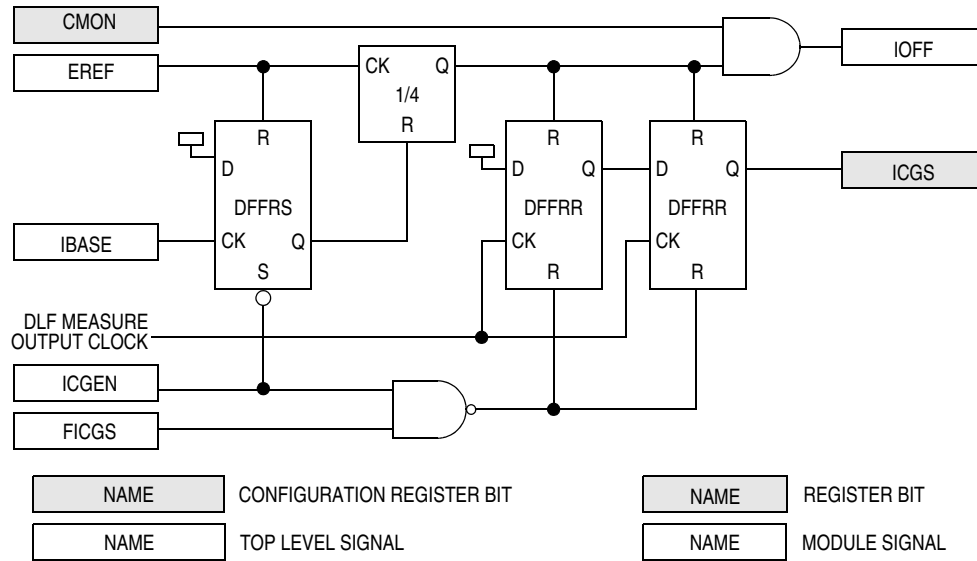 CMON
IOFF
EREF
CK
Q
1/4
R
R
D
DFFRS
CK
Q
S
R
D
Q
DFFRR
CK
R
R
D
Q
DFFRR
CK
R
ICGS
IBASE
DLF MEASURE
OUTPUT CLOCK
ICGEN
FICGS
NAME
CONFIGURATION REGISTER BIT
NAME
REGISTER BIT
NAME
TOP LEVEL SIGNAL
NAME
MODULE SIGNAL